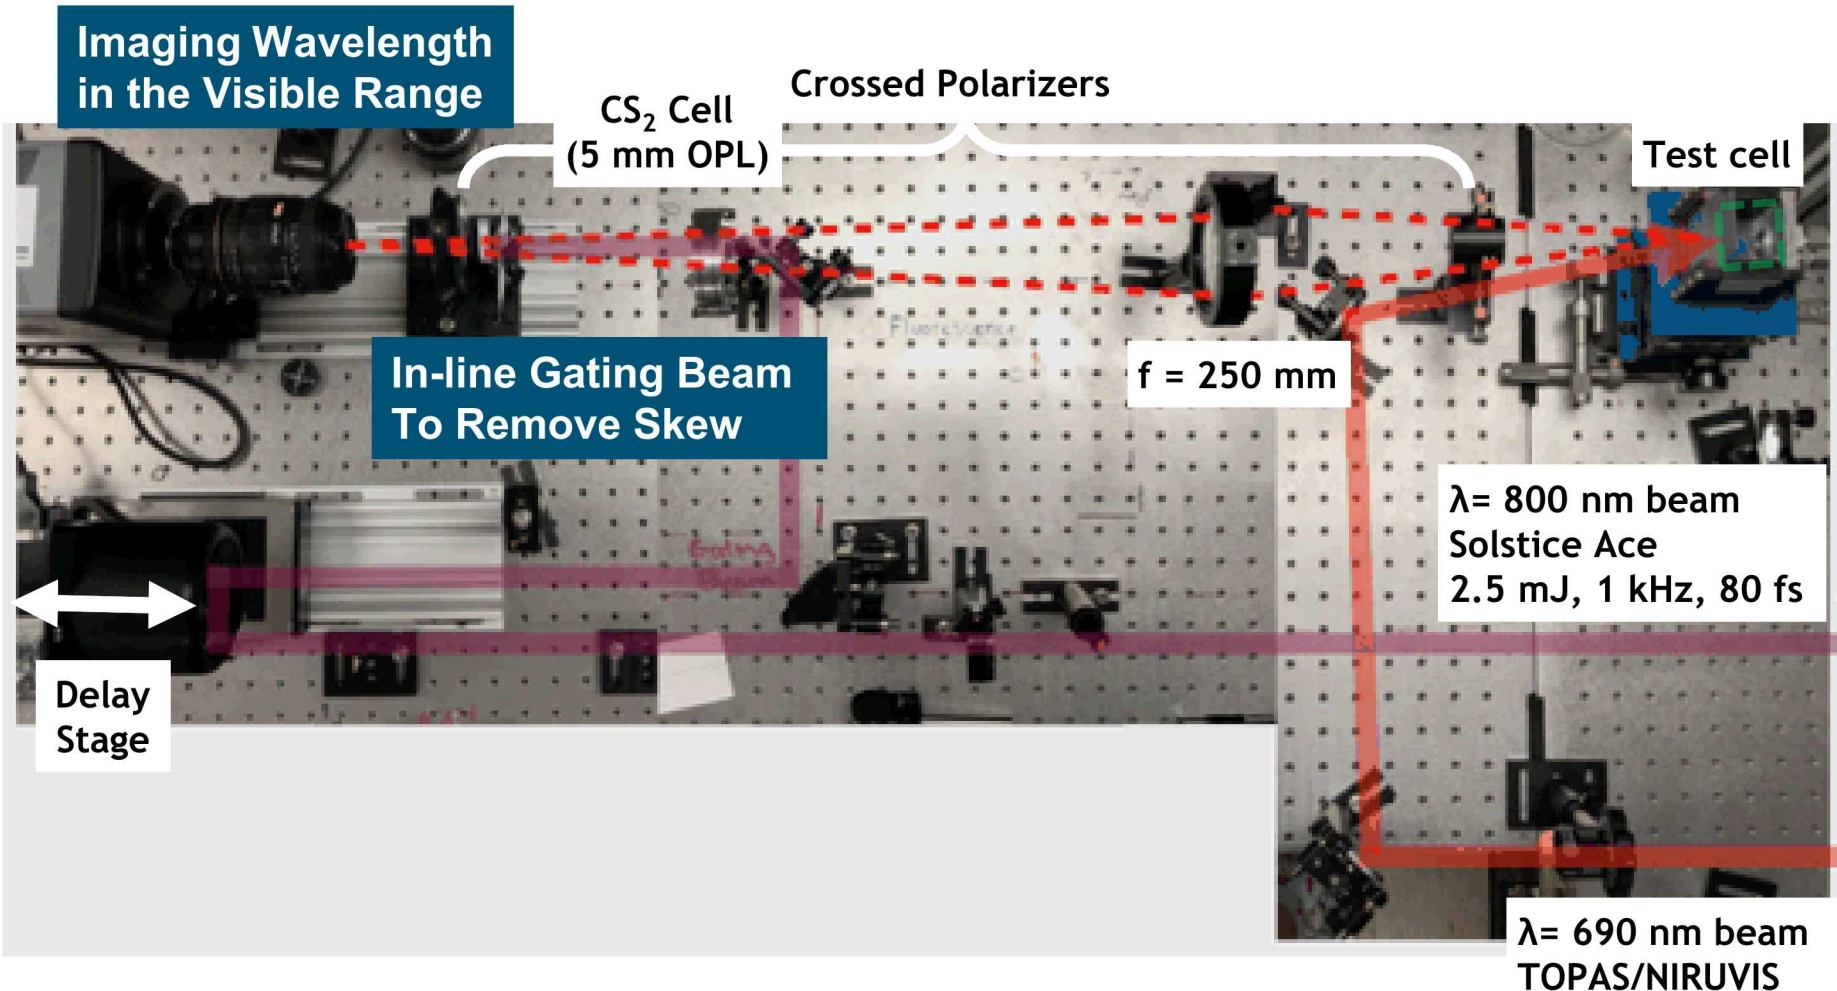 Imaging Wavelength
in the Visible Range
CS₂ Cell
(5 mm OPL)
Crossed Polarizers
Test cell
In-line Gating Beam
To Remove Skew
f = 250 mm
λ= 800 nm beam
Solstice Ace
2.5 mJ, 1 kHz, 80 fs
Delay
Stage
λ= 690 nm beam
TOPAS/NIRUVIS